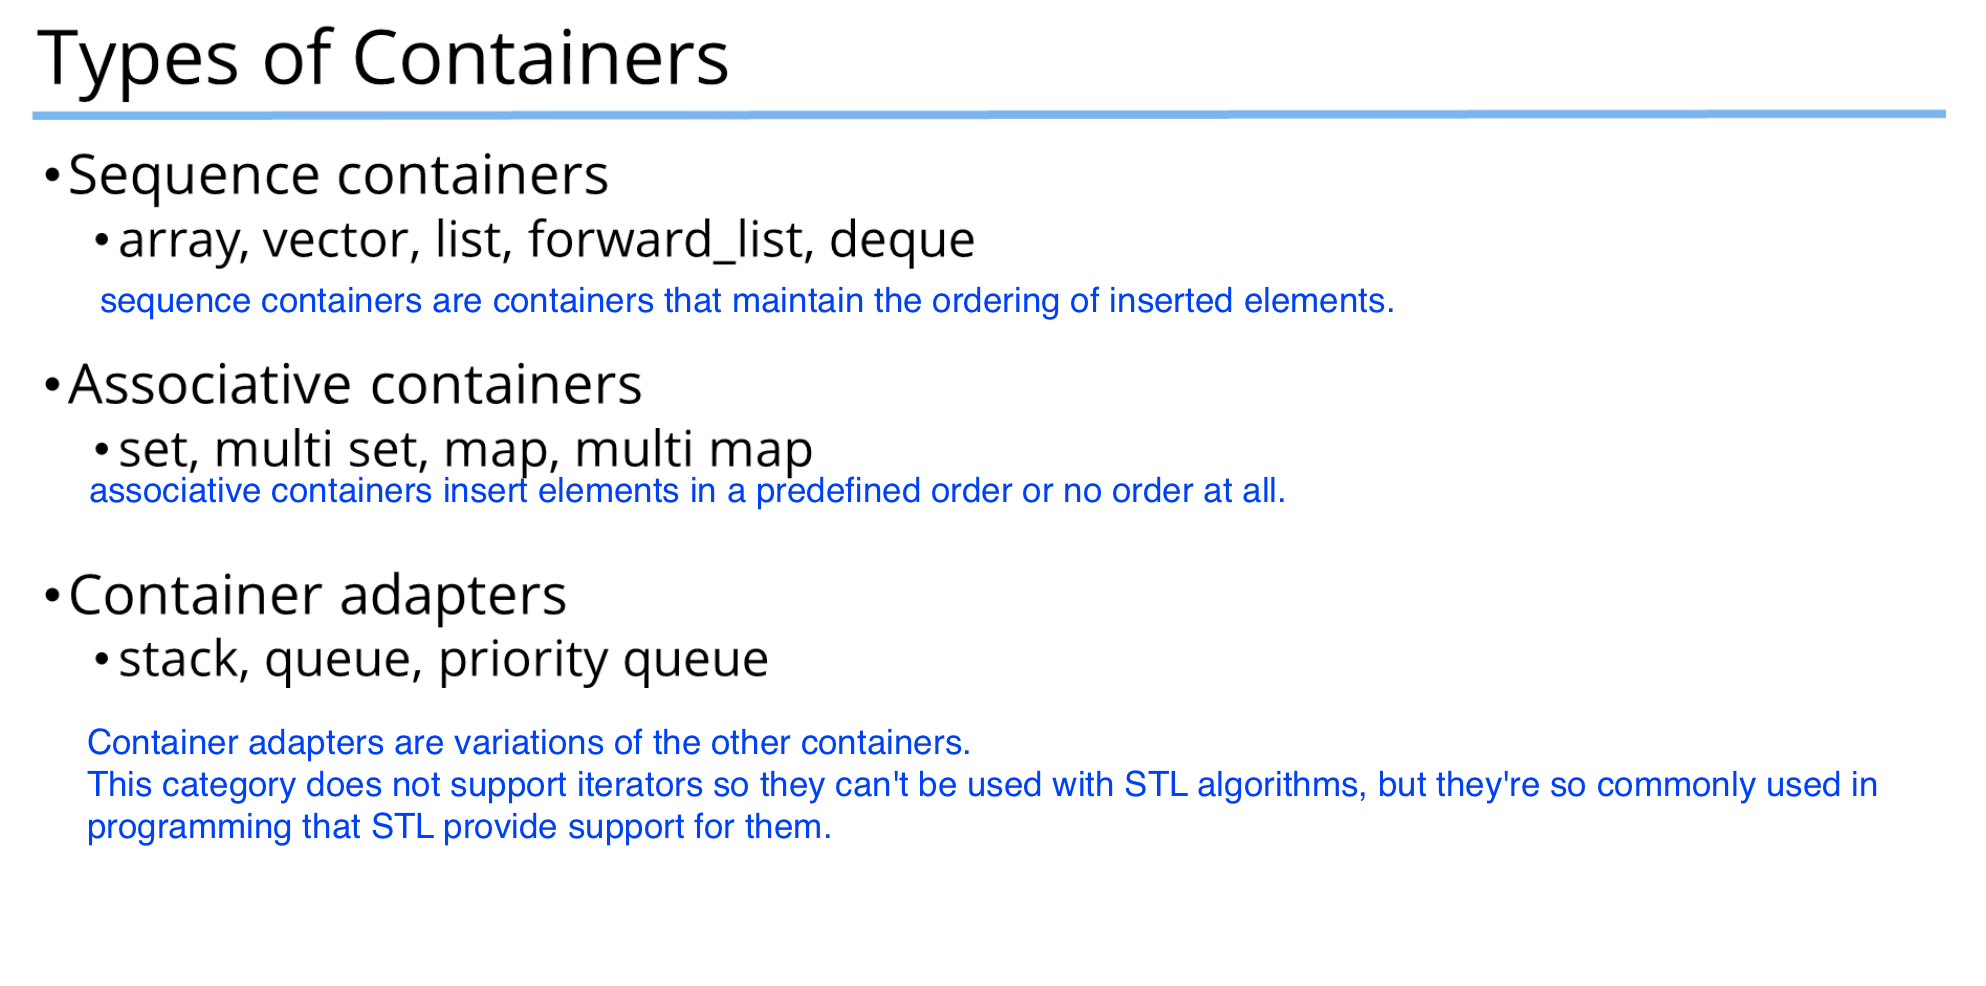 Types of Containers
•Sequence containers
•array, vector, list, forward_list, deque
sequence containers are containers that maintain the ordering of inserted elements.
•Associative containers
•set, multi set, map, multi map
associative containers insert elements in a predefined order or no order at all.
•Container adapters
•stack, queue, priority queue
Container adapters are variations of the other containers.
This category does not support iterators so they can't be used with STL algorithms, but they're so commonly used in
programming that STL provide support for them.